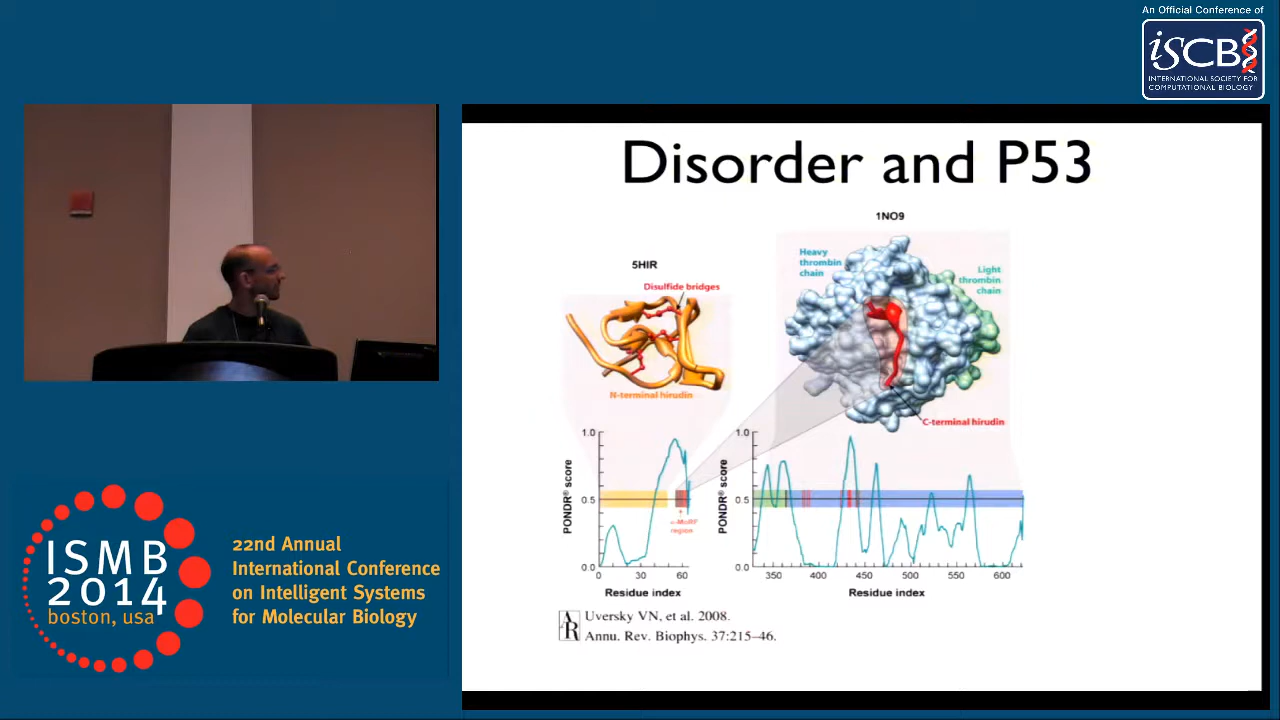 An Official Conference of
iSCB
INTERNATIONAL SOCIETY FOR
COMPUTATIONAL BIOLOGY
Disorder and P53
1NO9
5HIR
Heavy
thrombin
chain
Light
thrombin
chain
Disulfide bridges
N-terminal hirudin
C-terminal hirudin
1.0
0.5
0.0
PONDR® score
α-MoRF
region
0 30 60
Residue index
1.0
0.5
0.0
PONDR® score
350 400 450 500 550 600
Residue index
AR
Uversky VN, et al. 2008.
Annu. Rev. Biophys. 37:215–46.
ISMB
2014
boston, usa
22nd Annual
International Conference
on Intelligent Systems
for Molecular Biology